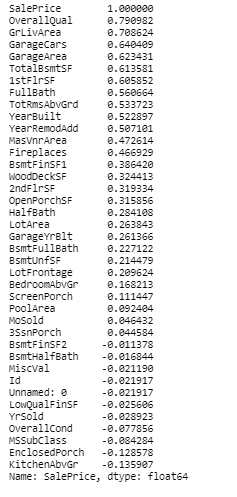 SalePrice 1.000000
OverallQual 0.790982
GrLivArea 0.708624
GarageCars 0.640409
GarageArea 0.623431
TotalBsmtSF 0.613581
1stFlrSF 0.605852
FullBath 0.560664
TotRmsAbvGrd 0.533723
YearBuilt 0.522897
YearRemodAdd 0.507101
MasVnrArea 0.472614
Fireplaces 0.466929
BsmtFinSF1 0.386420
WoodDeckSF 0.324413
2ndFlrSF 0.319334
OpenPorchSF 0.315856
HalfBath 0.284108
LotArea 0.263843
GarageYrBlt 0.261366
BsmtFullBath 0.227122
BsmtUnfSF 0.214479
LotFrontage 0.209624
BedroomAbvGr 0.168213
ScreenPorch 0.111447
PoolArea 0.092404
MoSold 0.046432
3SsnPorch 0.044584
BsmtFinSF2 -0.011378
BsmtHalfBath -0.016844
MiscVal -0.021190
Id -0.021917
Unnamed: 0 -0.021917
LowQualFinSF -0.025606
YrSold -0.028923
OverallCond -0.077856
MSSubClass -0.084284
EnclosedPorch -0.128578
KitchenAbvGr -0.135907
Name: SalePrice, dtype: float64